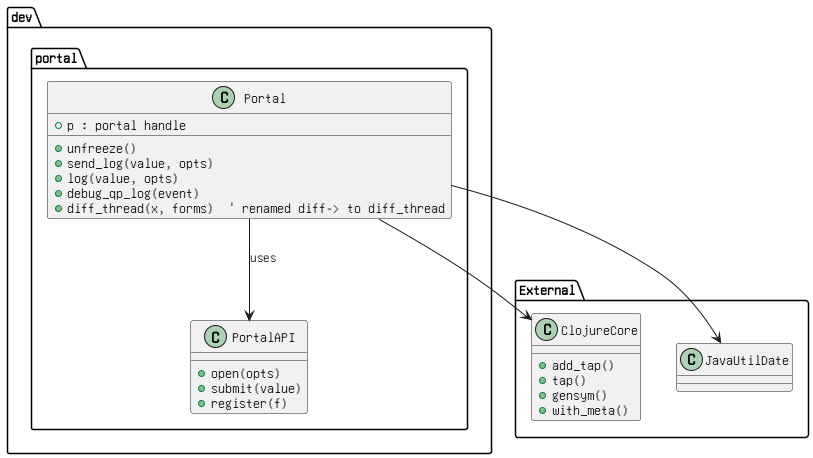 dev
portal
C Portal
p : portal handle
unfreeze()
send_log(value, opts)
log(value, opts)
debug_qp_log(event)
diff_thread(x, forms)  ' renamed diff-> to diff_thread
uses
C PortalAPI
open(opts)
submit(value)
register(f)
External
C ClojureCore
add_tap()
tap()
gensym()
with_meta()
C JavaUtilDate